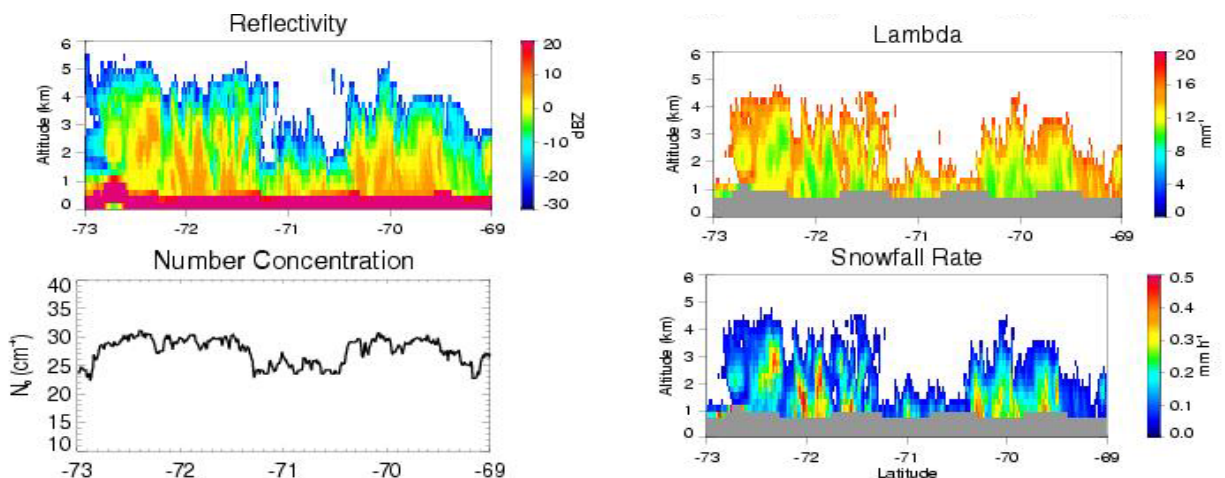 Reflectivity
6
5
4
3
2
1
0
Altitude (km)
-73 -72 -71 -70 -69
20
10
0
-10
-20
-30
dBZ
Lambda
6
5
4
3
2
1
0
Altitude (km)
-73 -72 -71 -70 -69
20
16
12
8
4
0
mm⁻¹
Number Concentration
40
35
30
25
20
15
10
N₀ (cm⁻⁴)
-73 -72 -71 -70 -69
Snowfall Rate
6
5
4
3
2
1
0
Altitude (km)
-73 -72 -71 -70 -69
Latitude
0.5
0.4
0.3
0.2
0.1
0.0
mm h⁻¹